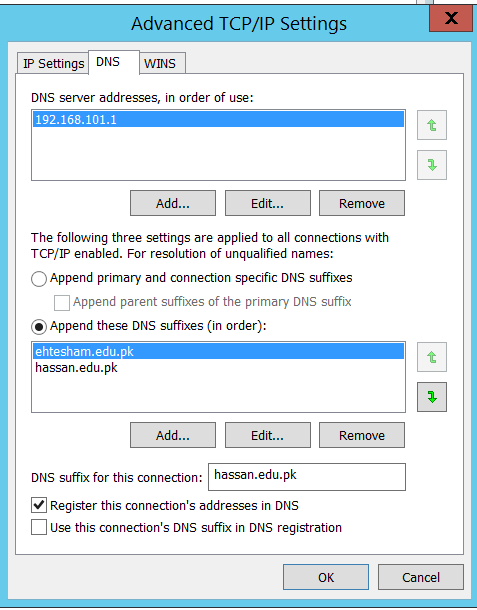 Advanced TCP/IP Settings
X
IP Settings
DNS
WINS
DNS server addresses, in order of use:
192.168.101.1
Add...
Edit...
Remove
The following three settings are applied to all connections with
TCP/IP enabled. For resolution of unqualified names:
Append primary and connection specific DNS suffixes
Append parent suffixes of the primary DNS suffix
Append these DNS suffixes (in order):
ehtesham.edu.pk
hassan.edu.pk
Add...
Edit...
Remove
DNS suffix for this connection:
hassan.edu.pk
Register this connection's addresses in DNS
Use this connection's DNS suffix in DNS registration
OK
Cancel